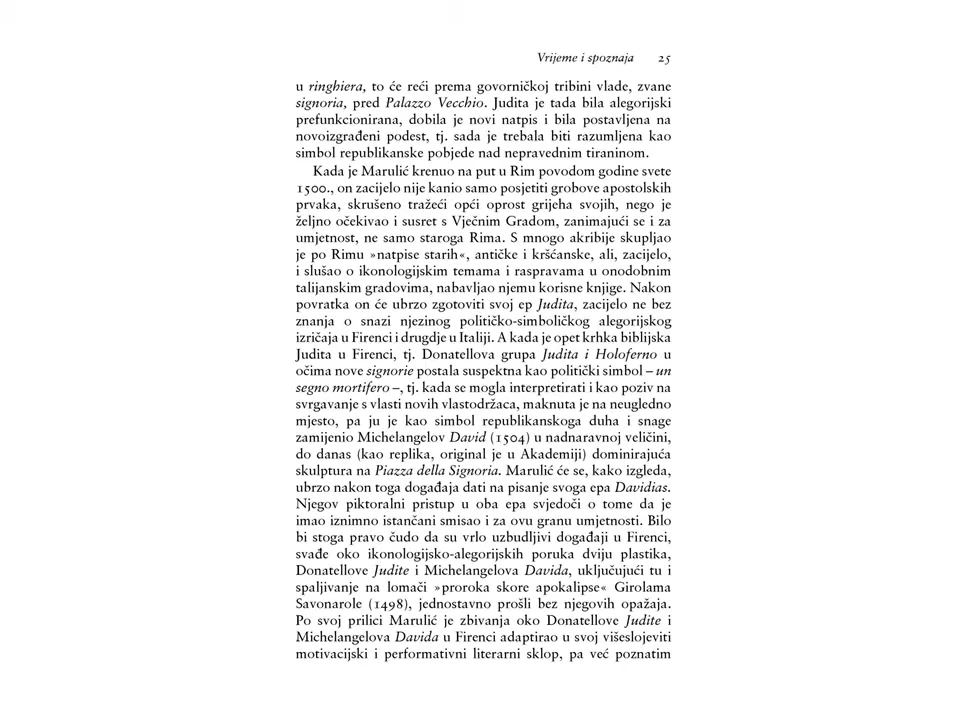 Vrijeme i spoznaja 25
u ringhiera, to će reći prema govorničkoj tribini vlade, zvane
signoria, pred Palazzo Vecchio. Judita je tada bila alegorijski
prefunkcionirana, dobila je novi natpis i bila postavljena na
novoizgrađeni podest, tj. sada je trebala biti razumljena kao
simbol republikanske pobjede nad nepravednim tiraninom.
Kada je Marulić krenuo na put u Rim povodom godine svete
1500., on zacijelo nije kanio samo posjetiti grobove apostolskih
prvaka, skrušeno tražeći opći oprost grijeha svojih, nego je
željno očekivao i susret s Vječnim Gradom, zanimajući se i za
umjetnost, ne samo staroga Rima. S mnogo akribije skupljao
je po Rimu »natpise starih«, antičke i kršćanske, ali, zacijelo,
i slušao o ikonologijskim temama i raspravama u onodobnim
talijanskim gradovima, nabavljao njemu korisne knjige. Nakon
povratka on će ubrzo zgotoviti svoj ep Judita, zacijelo ne bez
znanja o snazi njezinog političko-simboličkog alegorijskog
izričaja u Firenci i drugdje u Italiji. A kada je opet krhka biblijska
Judita u Firenci, tj. Donatellova grupa Judita i Holoferno u
očima nove signorie postala suspektna kao politički simbol – un
segno mortifero –, tj. kada se mogla interpretirati i kao poziv na
svrgavanje s vlasti novih vlastodržaca, maknuta je na neugledno
mjesto, pa ju je kao simbol republikanskoga duha i snage
zamijenio Michelangelov David (1504) u nadnaravnoj veličini,
do danas (kao replika, original je u Akademiji) dominirajuća
skulptura na Piazza della Signoria. Marulić će se, kako izgleda,
ubrzo nakon toga događaja dati na pisanje svoga epa Davidias.
Njegov piktoralni pristup u oba epa svjedoči o tome da je
imao iznimno istančani smisao i za ovu granu umjetnosti. Bilo
bi stoga pravo čudo da su vrlo uzbudljivi događaji u Firenci,
svađe oko ikonologijsko-alegorijskih poruka dviju plastika,
Donatellove Judite i Michelangelova Davida, uključujući tu i
spaljivanje na lomači »proroka skore apokalipse« Girolama
Savonarole (1498), jednostavno prošli bez njegovih opažaja.
Po svoj prilici Marulić je zbivanja oko Donatellove Judite i
Michelangelova Davida u Firenci adaptirao u svoj višeslojeviti
motivacijski i performativni literarni sklop, pa već poznatim